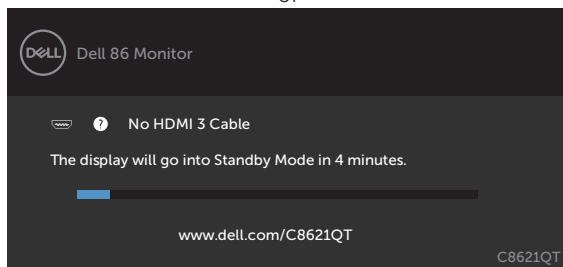 DELL
Dell 86 Monitor
? No HDMI 3 Cable
The display will go into Standby Mode in 4 minutes.
www.dell.com/C8621QT
C8621QT